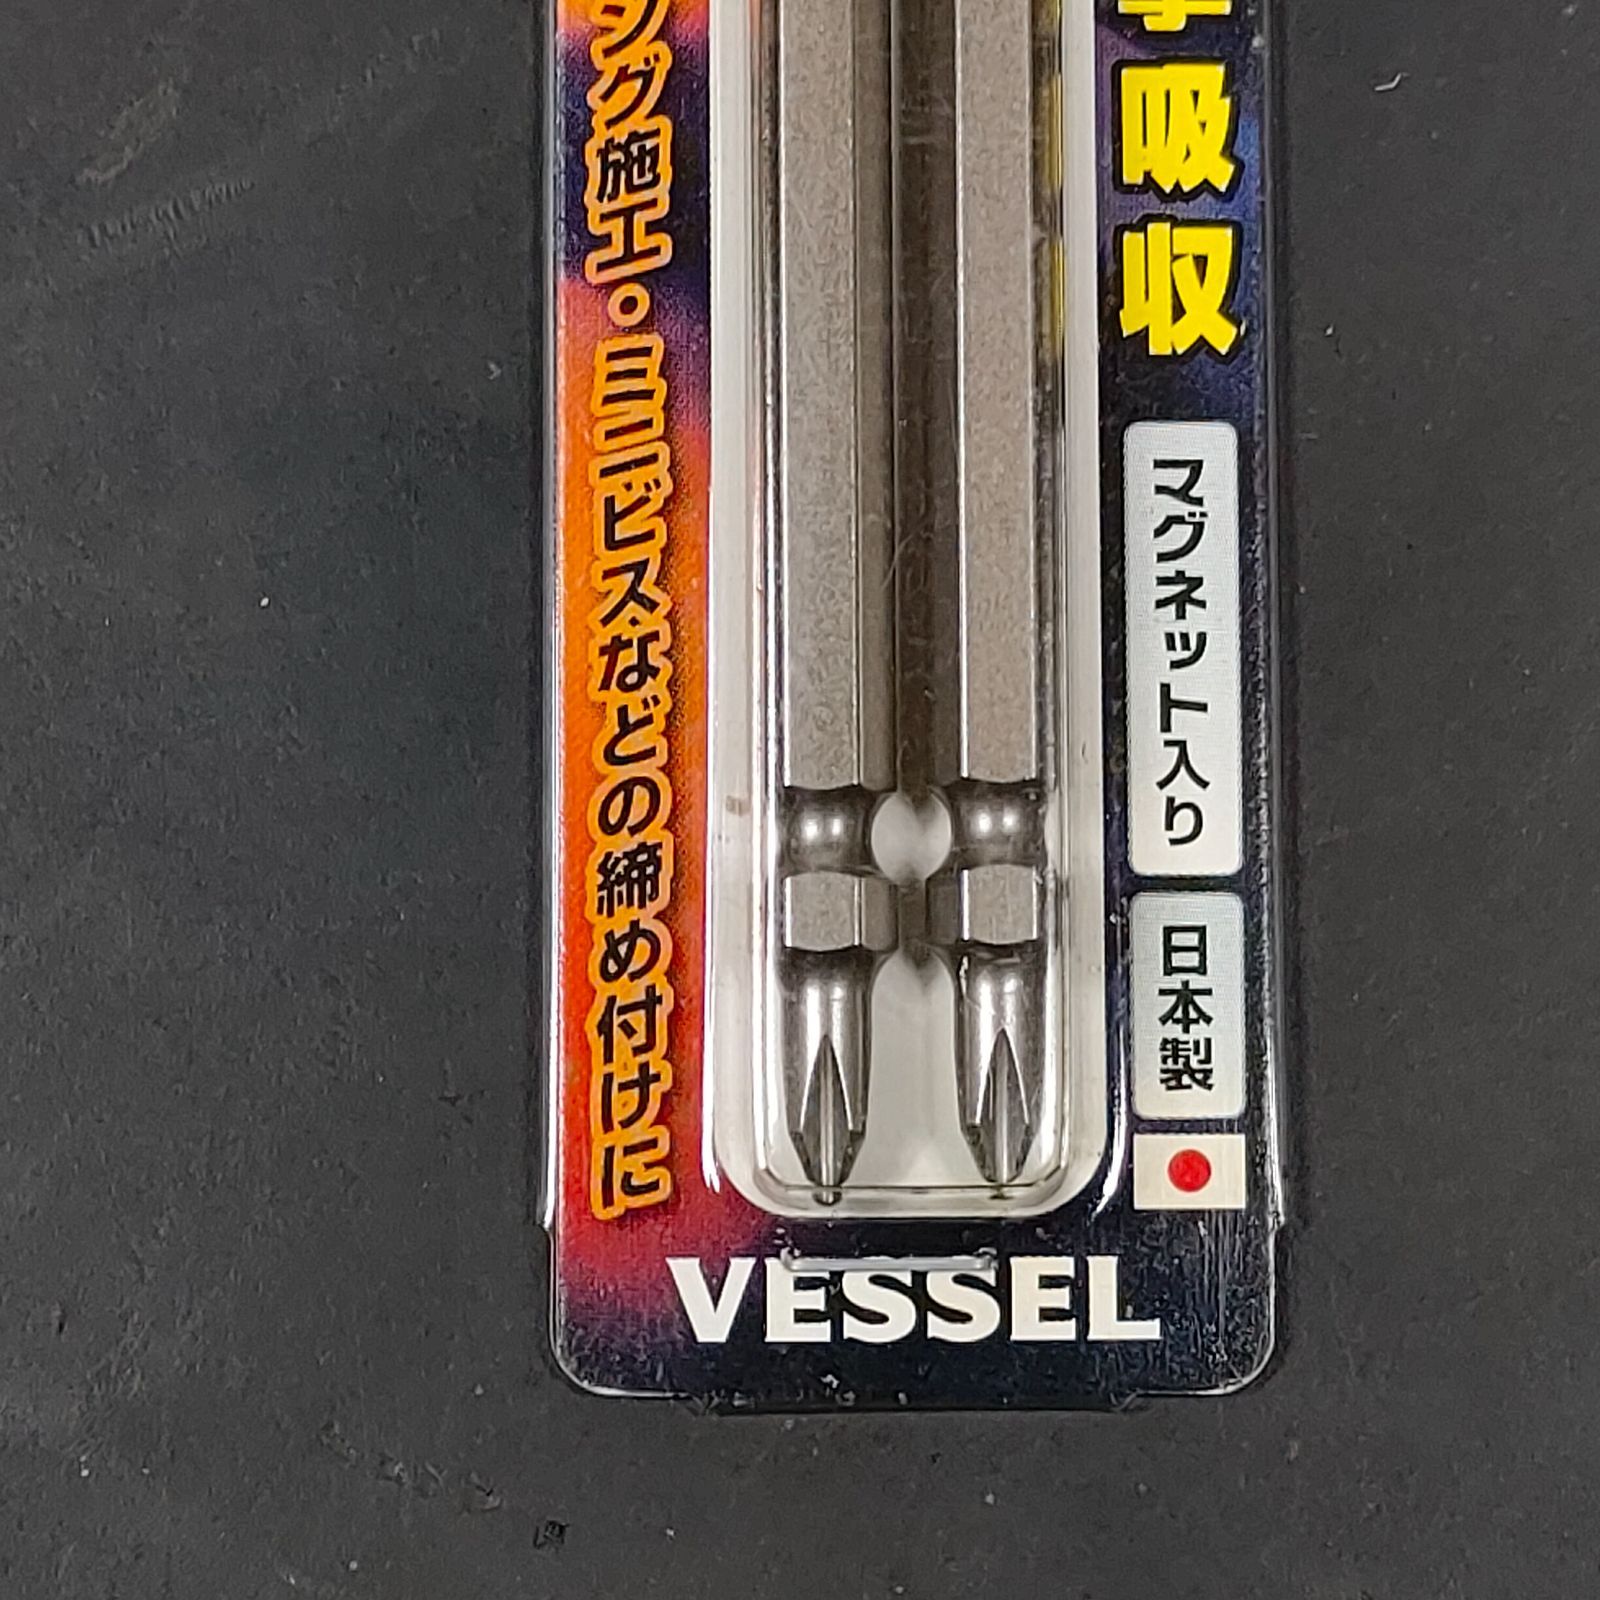 吸収
マグネット入り
日本製
ング施工・ミニビスなどの締め付けに
VESSEL